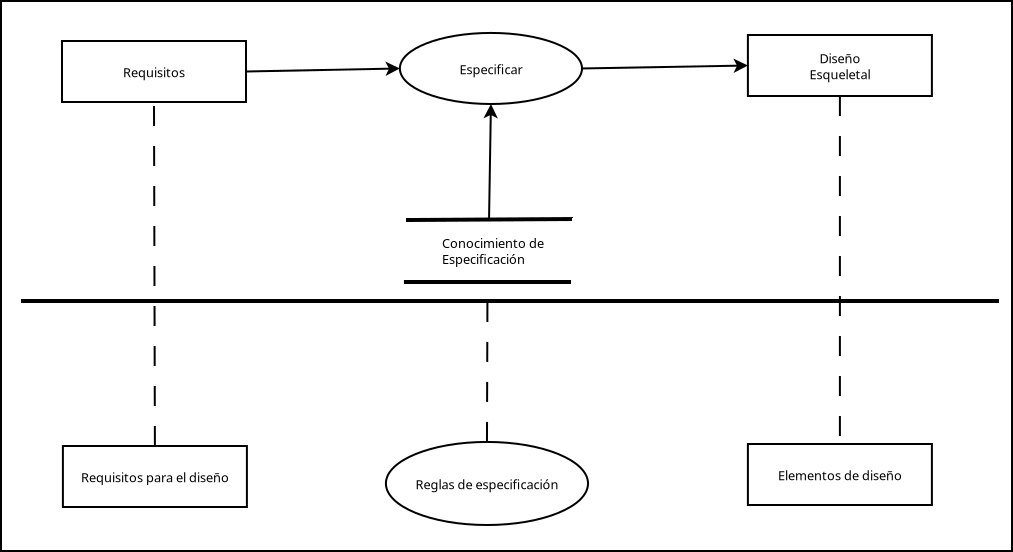 Requisitos
Especificar
Diseño
Esqueletal
Conocimiento de
Especificación
Requisitos para el diseño
Reglas de especificación
Elementos de diseño